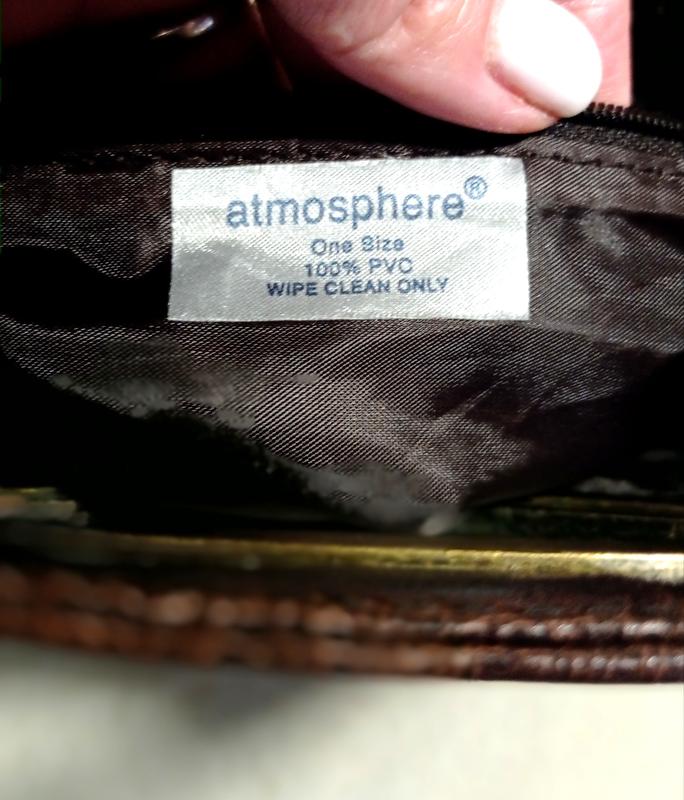 atmosphere®
One Size
100% PVC
WIPE CLEAN ONLY